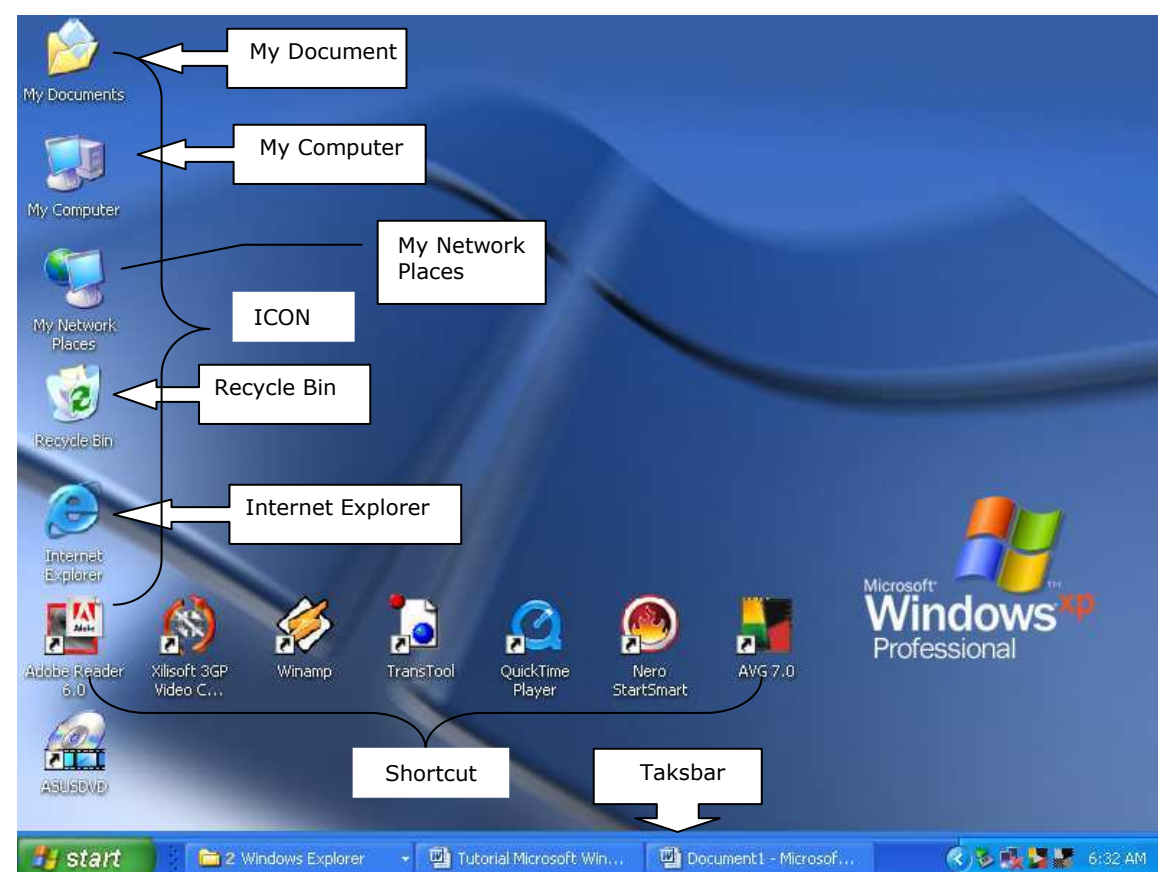 My Document
My Documents
My Computer
My Computer
My Network
Places
ICON
My Network
Places
Recycle Bin
Recycle Bin
Internet Explorer
Internet
Explorer
Microsoft
Windows xp
Professional
Adobe
Adobe Reader
6.0
Xilisoft 3GP
Video C...
Winamp
TransTool
QuickTime
Player
Nero
StartSmart
AVG 7.0
Shortcut
Taksbar
ASUSDVD
start
2 Windows Explorer
Tutorial Microsoft Win...
Document1 - Microsof...
6:32 AM